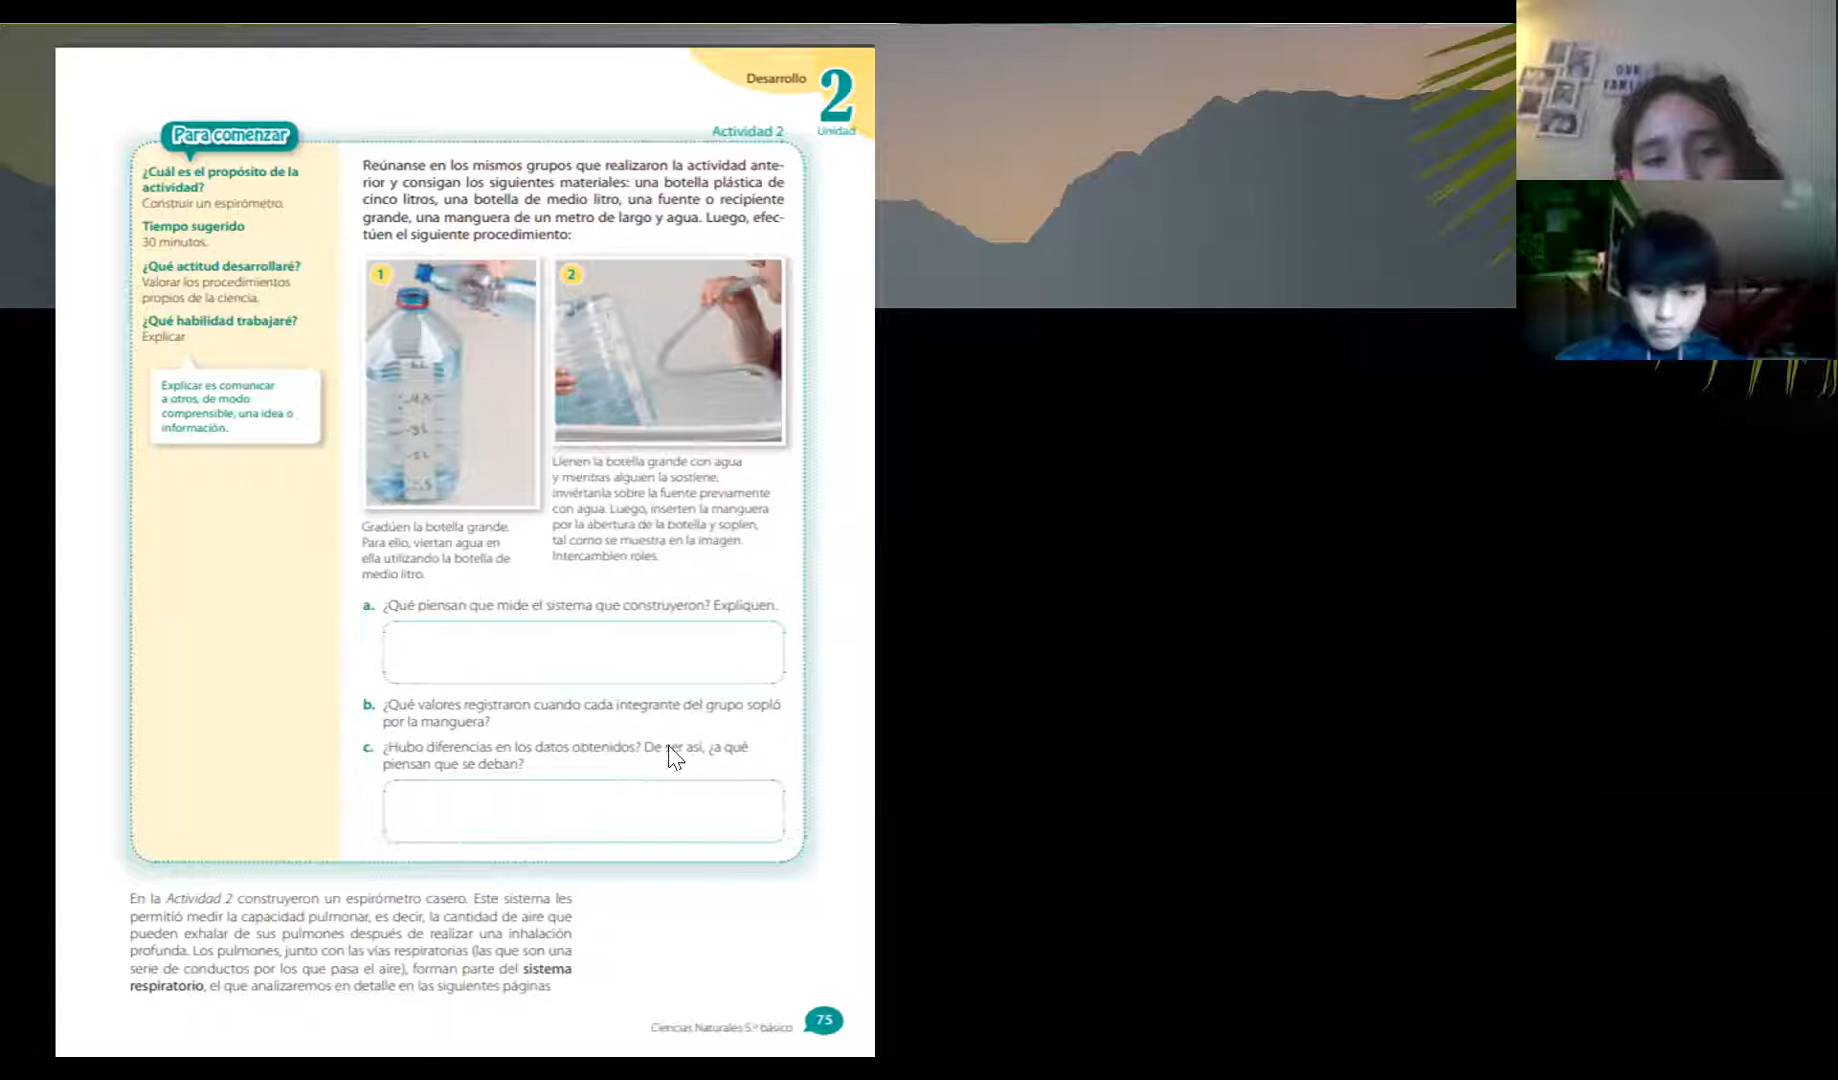 Desarrollo
2
Unidad
Actividad 2
Para comenzar
¿Cuál es el propósito de la
actividad?
Construir un espirómetro.
Tiempo sugerido
30 minutos.
¿Qué actitud desarrollaré?
Valorar los procedimientos
propios de la ciencia.
¿Qué habilidad trabajaré?
Explicar
Explicar es comunicar
a otros, de modo
comprensible, una idea o
información.
Reúnanse en los mismos grupos que realizaron la actividad ante-
rior y consigan los siguientes materiales: una botella plástica de
cinco litros, una botella de medio litro, una fuente o recipiente
grande, una manguera de un metro de largo y agua. Luego, efec-
túen el siguiente procedimiento:
1
2
Gradúen la botella grande.
Para ello, viertan agua en
ella utilizando la botella de
medio litro.
Llenen la botella grande con agua
y mientras alguien la sostiene,
inviértanla sobre la fuente previamente
con agua. Luego, inserten la manguera
por la abertura de la botella y soplen,
tal como se muestra en la imagen.
Intercambien roles.
a. ¿Qué piensan que mide el sistema que construyeron? Expliquen.
b. ¿Qué valores registraron cuando cada integrante del grupo sopló
por la manguera?
c. ¿Hubo diferencias en los datos obtenidos? De ser así, ¿a qué
piensan que se deban?
En la Actividad 2 construyeron un espirómetro casero. Este sistema les
permitió medir la capacidad pulmonar, es decir, la cantidad de aire que
pueden exhalar de sus pulmones después de realizar una inhalación
profunda. Los pulmones, junto con las vías respiratorias (las que son una
serie de conductos por los que pasa el aire), forman parte del sistema
respiratorio, el que analizaremos en detalle en las siguientes páginas
Ciencias Naturales 5.º básico
75
OUR